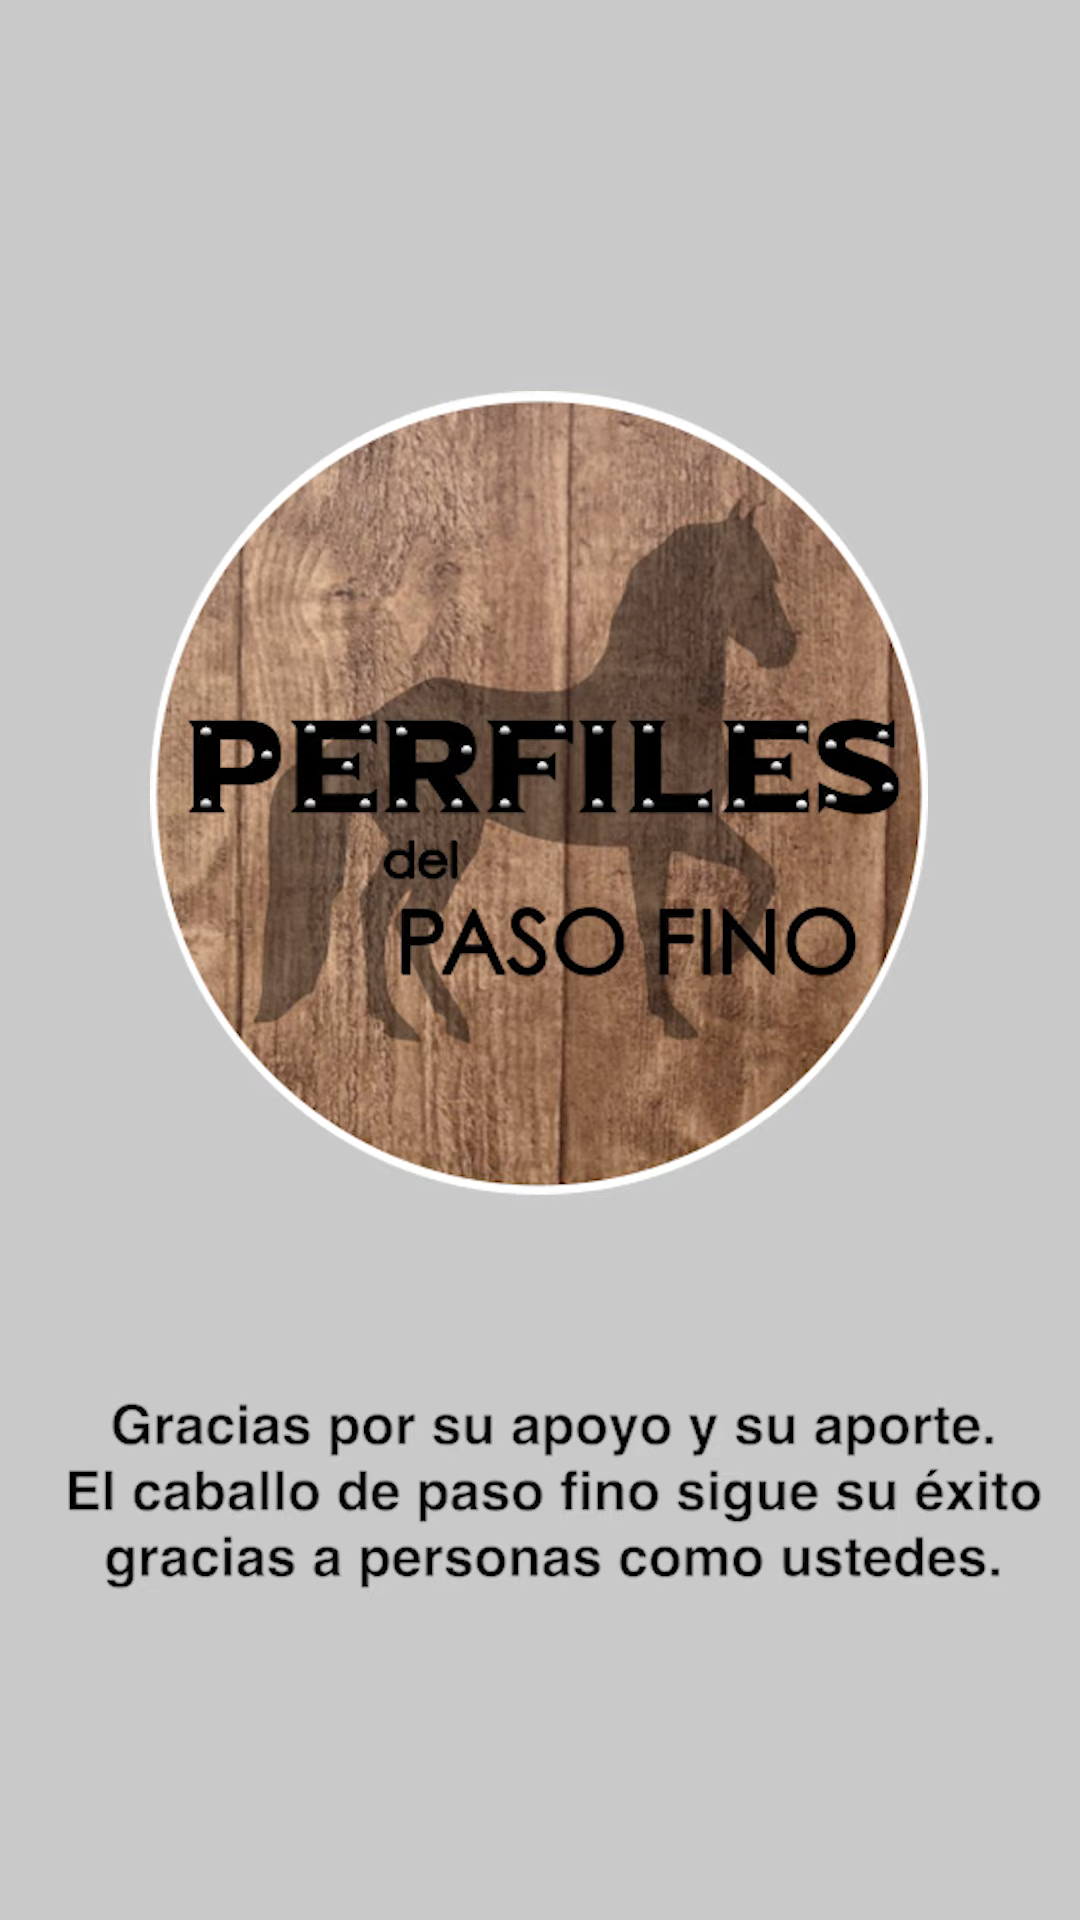 PERFILES
del
PASO FINO
Gracias por su apoyo y su aporte.
El caballo de paso fino sigue su éxito
gracias a personas como ustedes.